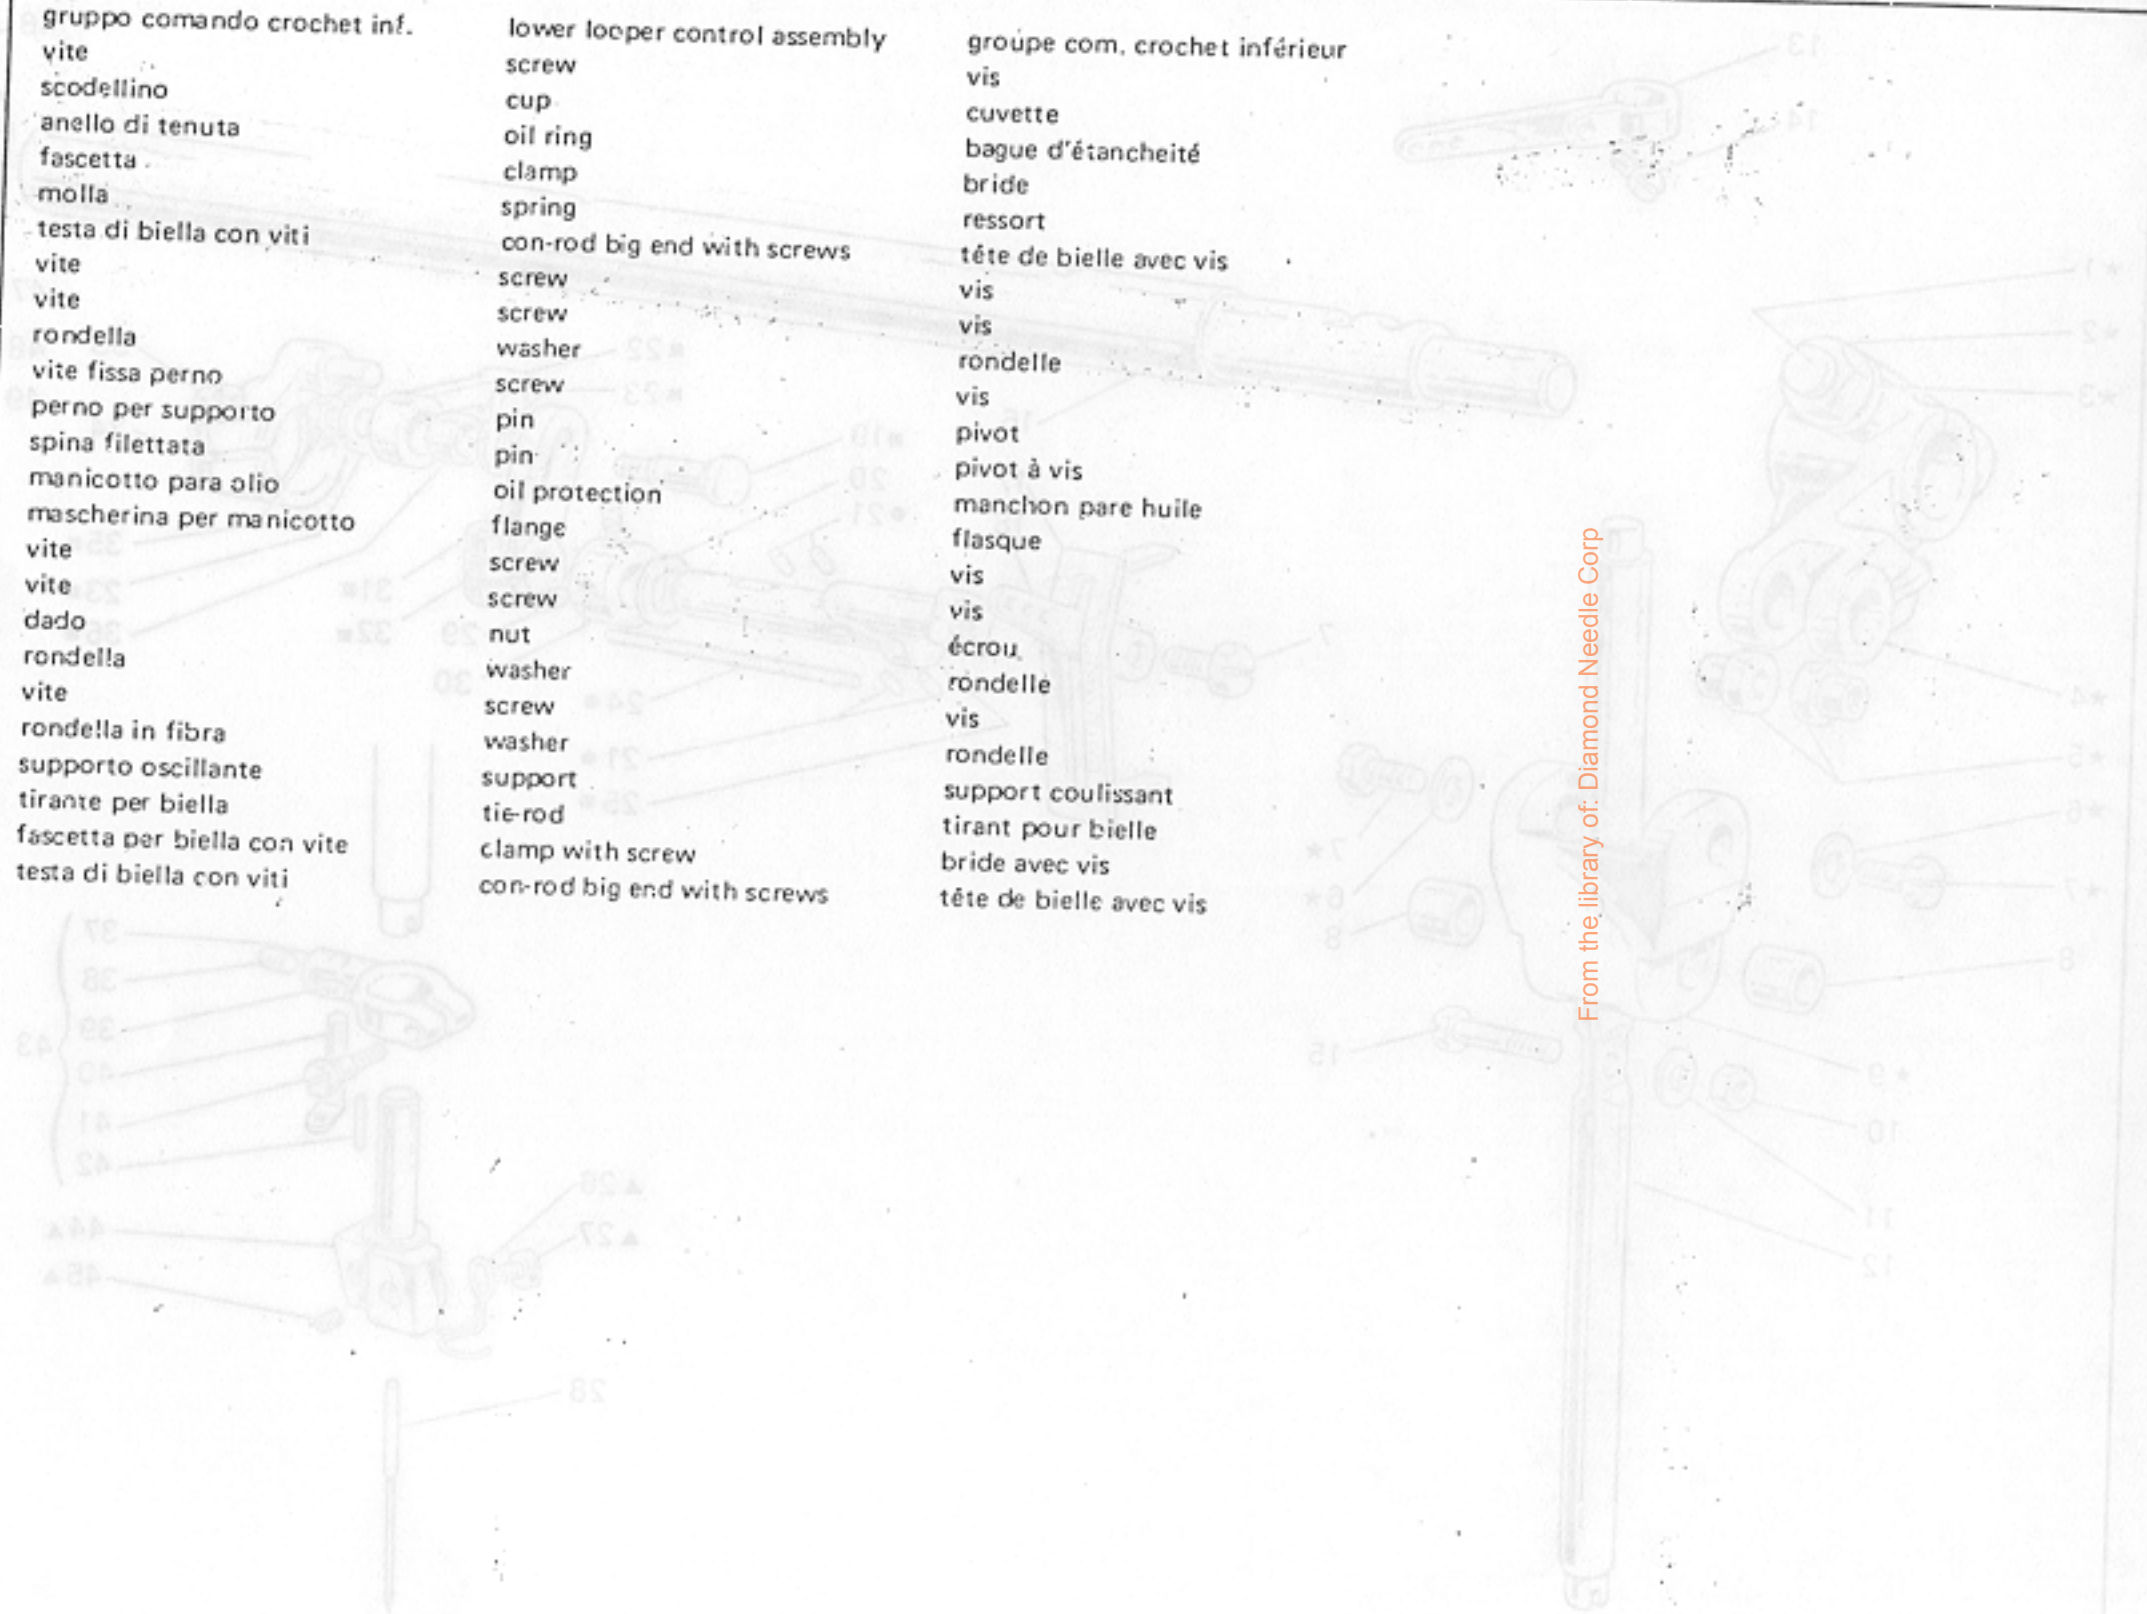 gruppo comando crochet inf. lower looper control assembly groupe com. crochet inférieur
vite screw vis
scodellino cup cuvette
anello di tenuta oil ring bague d'étancheité
fascetta clamp bride
molla spring ressort
testa di biella con viti con-rod big end with screws tête de bielle avec vis
vite screw vis
vite screw vis
rondella washer rondelle
vite fissa perno screw vis
perno per supporto pin pivot
spina filettata pin pivot à vis
manicotto para olio oil protection manchon pare huile
mascherina per manicotto flange flasque
vite screw vis
vite screw vis
dado nut écrou
rondella washer rondelle
vite screw vis
rondella in fibra washer rondelle
supporto oscillante support support coulissant
tirante per biella tie-rod tirant pour bielle
fascetta per biella con vite clamp with screw bride avec vis
testa di biella con viti con-rod big end with screws tête de bielle avec vis
From the library of: Diamond Needle Corp